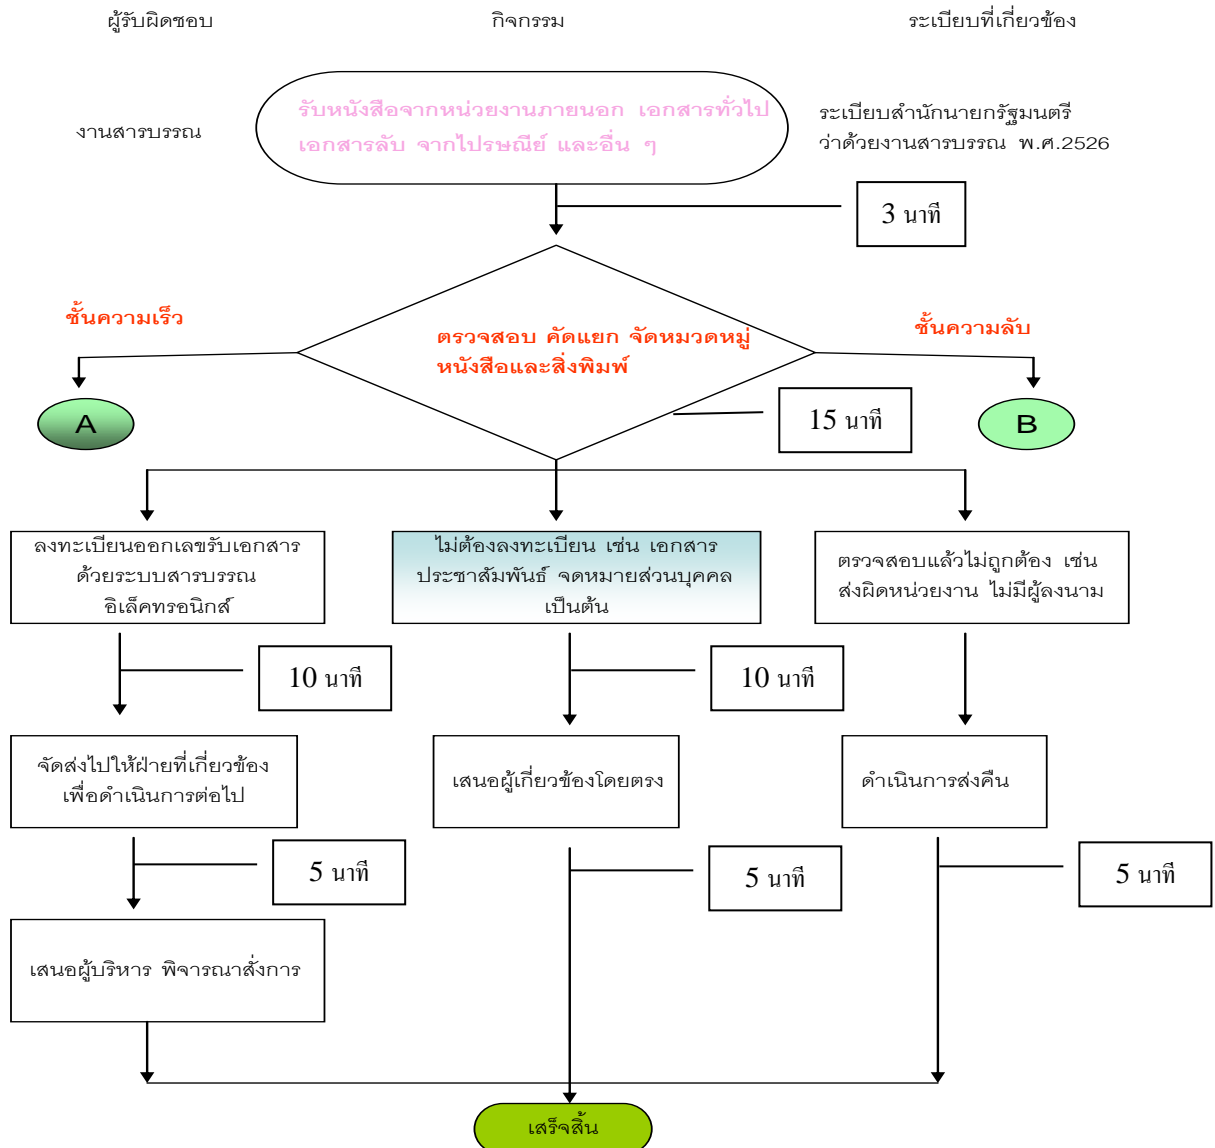 ผู้รับผิดชอบ
กิจกรรม
ระเบียบที่เกี่ยวข้อง
งานสารบรรณ
รับหนังสือจากหน่วยงานภายนอก เอกสารทั่วไป
เอกสารลับ จากไปรษณีย์ และอื่น ๆ
ระเบียบสำนักนายกรัฐมนตรี
ว่าด้วยงานสารบรรณ พ.ศ.2526
3 นาที
ชั้นความเร็ว
ตรวจสอบ คัดแยก จัดหมวดหมู่
หนังสือและสิ่งพิมพ์
ชั้นความลับ
A
15 นาที
B
ลงทะเบียนออกเลขรับเอกสาร
ด้วยระบบสารบรรณ
อิเล็คทรอนิกส์
ไม่ต้องลงทะเบียน เช่น เอกสาร
ประชาสัมพันธ์ จดหมายส่วนบุคคล
เป็นต้น
ตรวจสอบแล้วไม่ถูกต้อง เช่น
ส่งผิดหน่วยงาน ไม่มีผู้ลงนาม
10 นาที
10 นาที
จัดส่งไปให้ฝ่ายที่เกี่ยวข้อง
เพื่อดำเนินการต่อไป
เสนอผู้เกี่ยวข้องโดยตรง
ดำเนินการส่งคืน
5 นาที
5 นาที
5 นาที
เสนอผู้บริหาร พิจารณาสั่งการ
เสร็จสิ้น